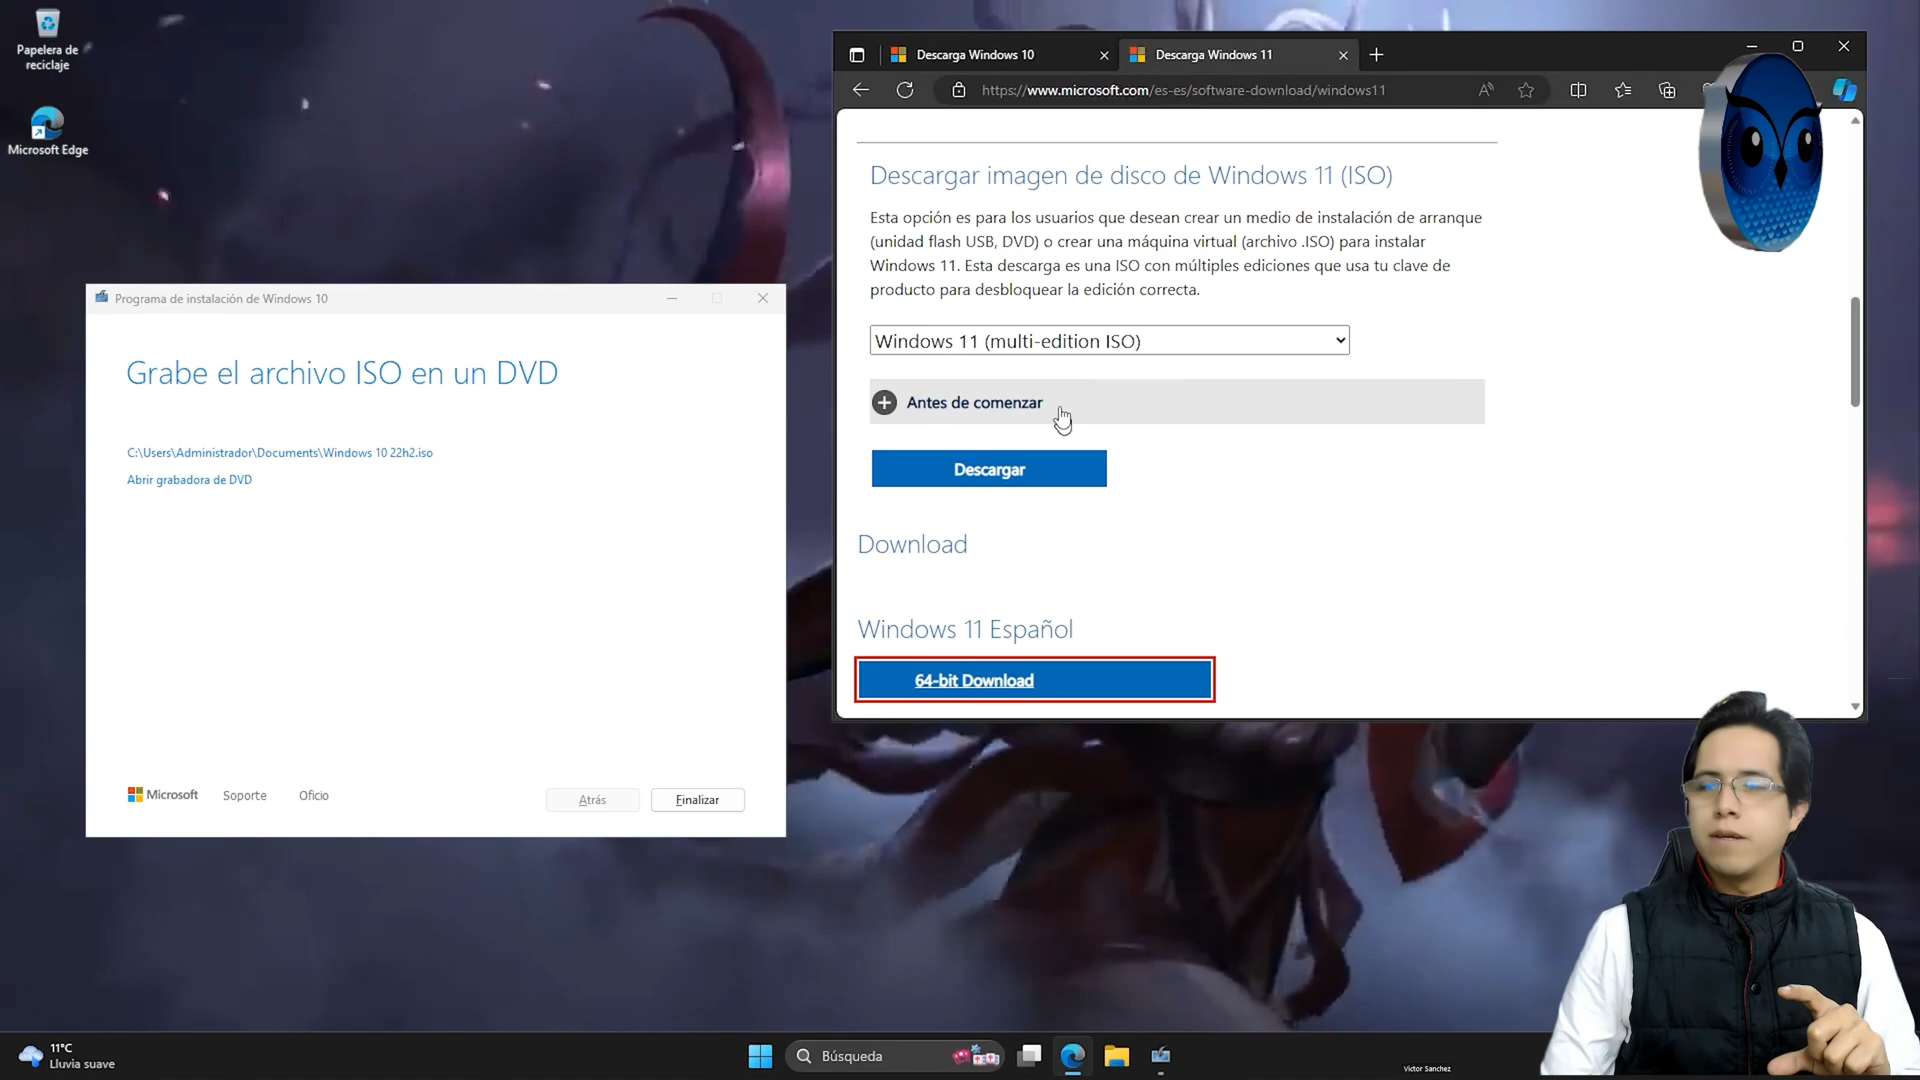 Papelera de
reciclaje
Microsoft Edge
Programa de instalación de Windows 10
Grabe el archivo ISO en un DVD
C:\Users\Administrador\Documents\Windows 10 22h2.iso
Abrir grabadora de DVD
Microsoft
Soporte
Oficio
Atrás
Finalizar
Descarga Windows 10
Descarga Windows 11
https://www.microsoft.com/es-es/software-download/windows11
Descargar imagen de disco de Windows 11 (ISO)
Esta opción es para los usuarios que desean crear un medio de instalación de arranque
(unidad flash USB, DVD) o crear una máquina virtual (archivo .ISO) para instalar
Windows 11. Esta descarga es una ISO con múltiples ediciones que usa tu clave de
producto para desbloquear la edición correcta.
Windows 11 (multi-edition ISO)
Antes de comenzar
Descargar
Download
Windows 11 Español
64-bit Download
11°C
Lluvia suave
Búsqueda
Victor Sanchez